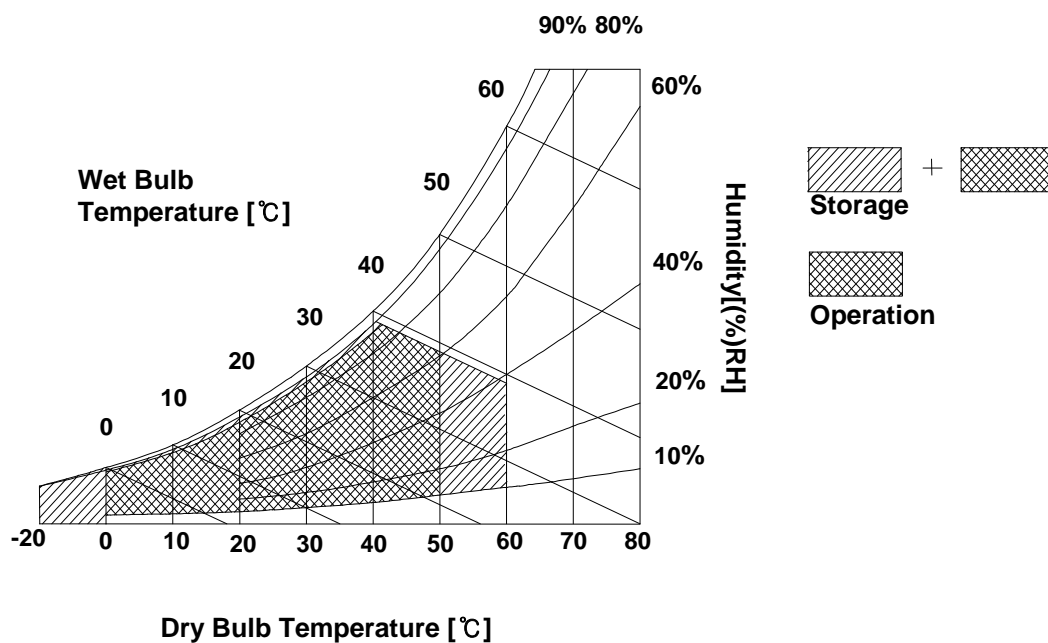 90% 80%
60
60%
50
Wet Bulb
Temperature [℃]
Storage
+
40
40%
Humidity[(%)RH]
30
Operation
20
20%
10
10%
0
-20 0 10 20 30 40 50 60 70 80
Dry Bulb Temperature [℃]